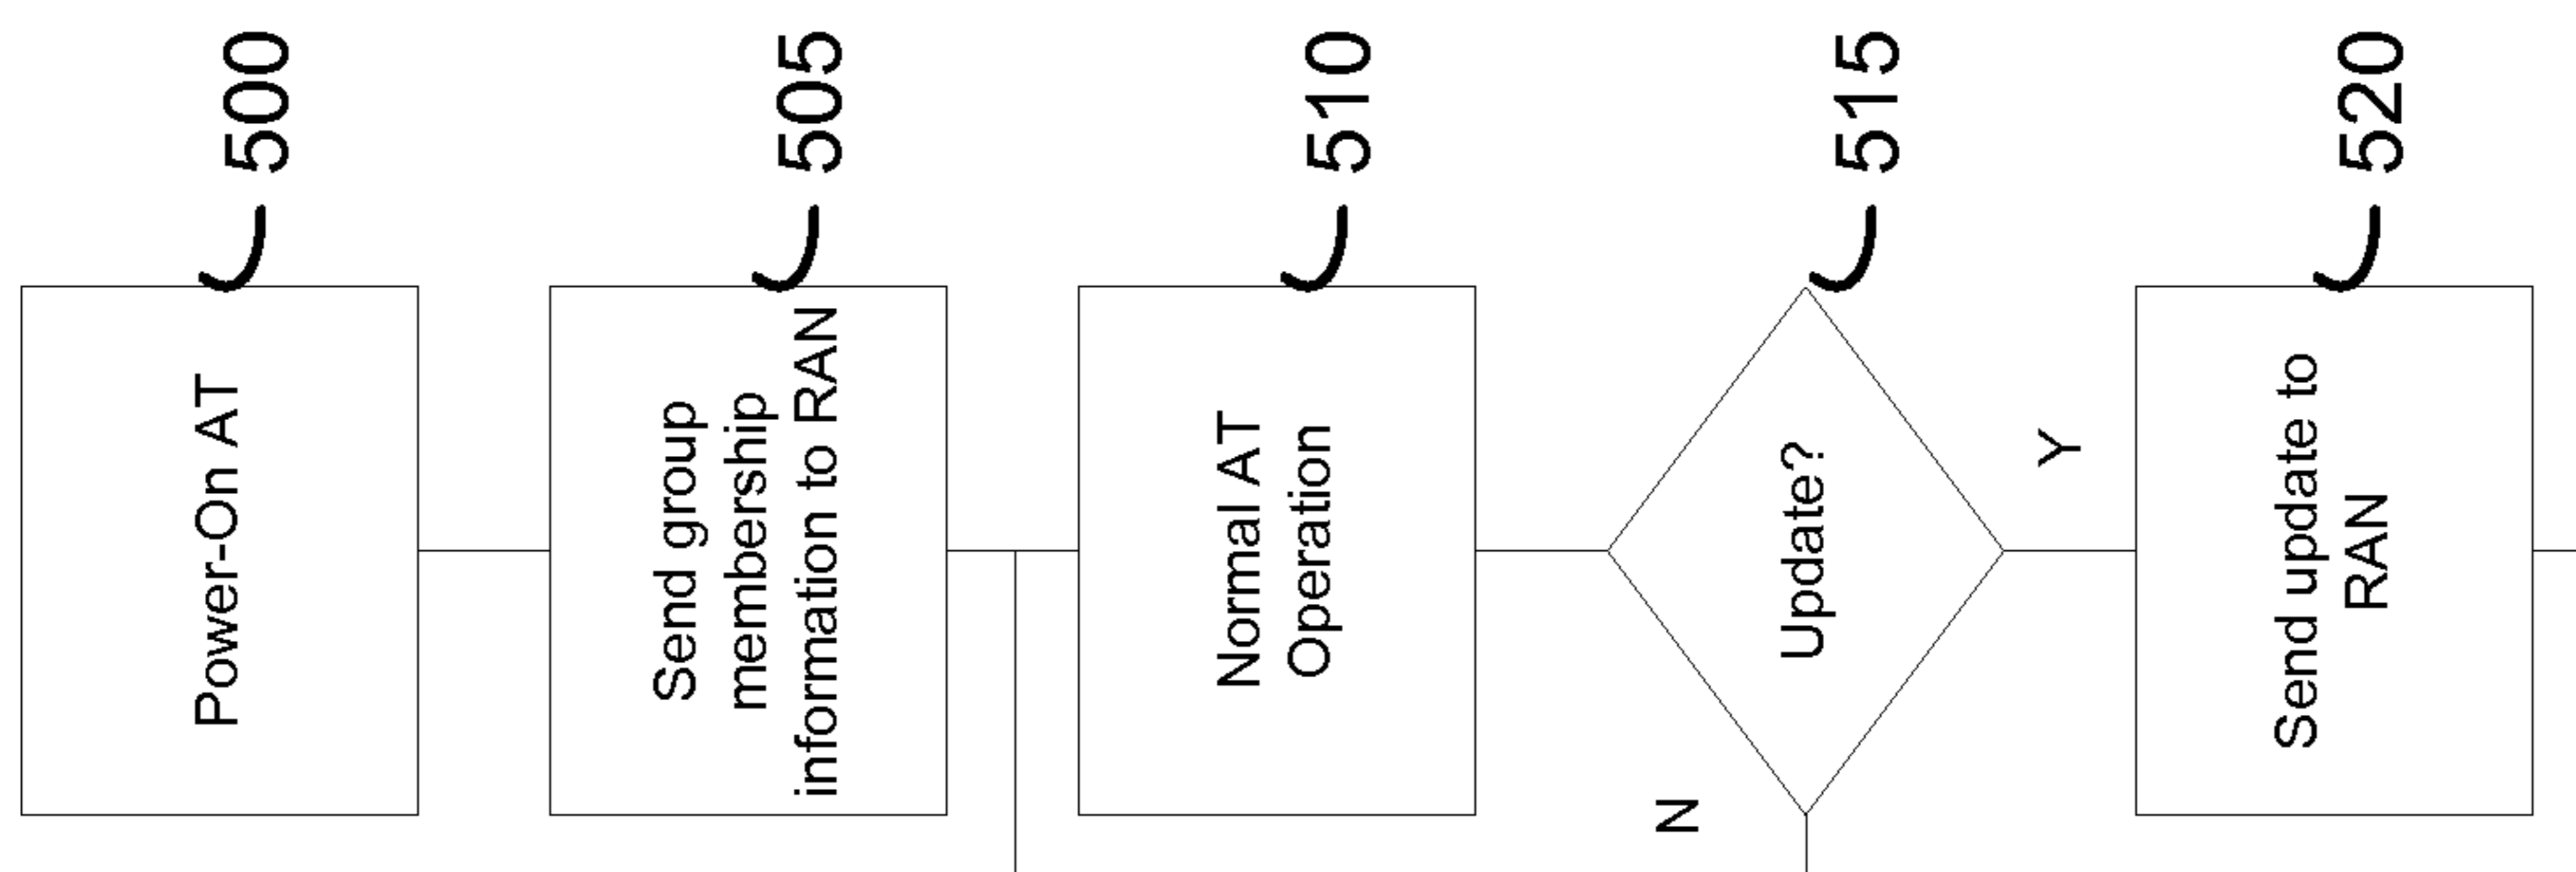 Power-On AT
500
Send group
membership
information to RAN
505
Normal AT
Operation
510
Update?
515
N
Y
Send update to
RAN
520